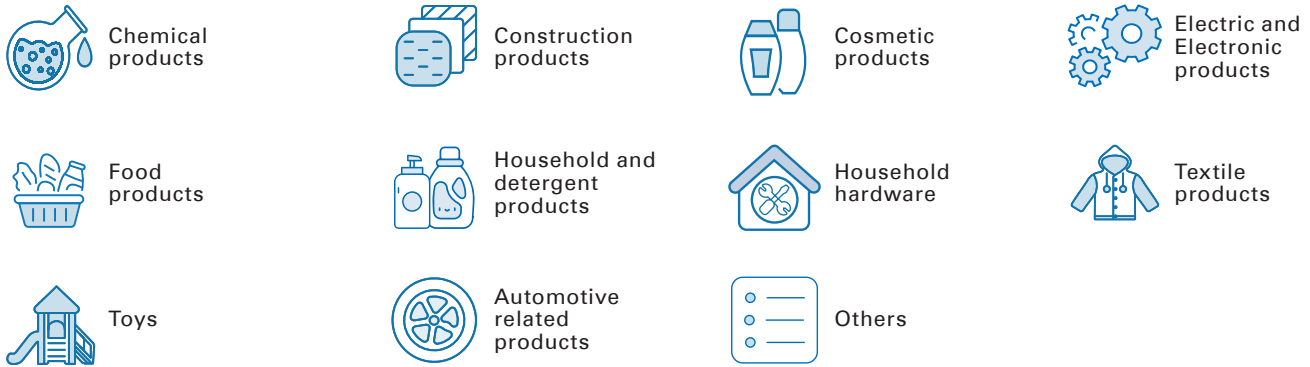 Chemical
products
Construction
products
Cosmetic
products
Electric and
Electronic
products
Food
products
Household and
detergent
products
Household
hardware
Textile
products
Toys
Automotive
related
products
Others